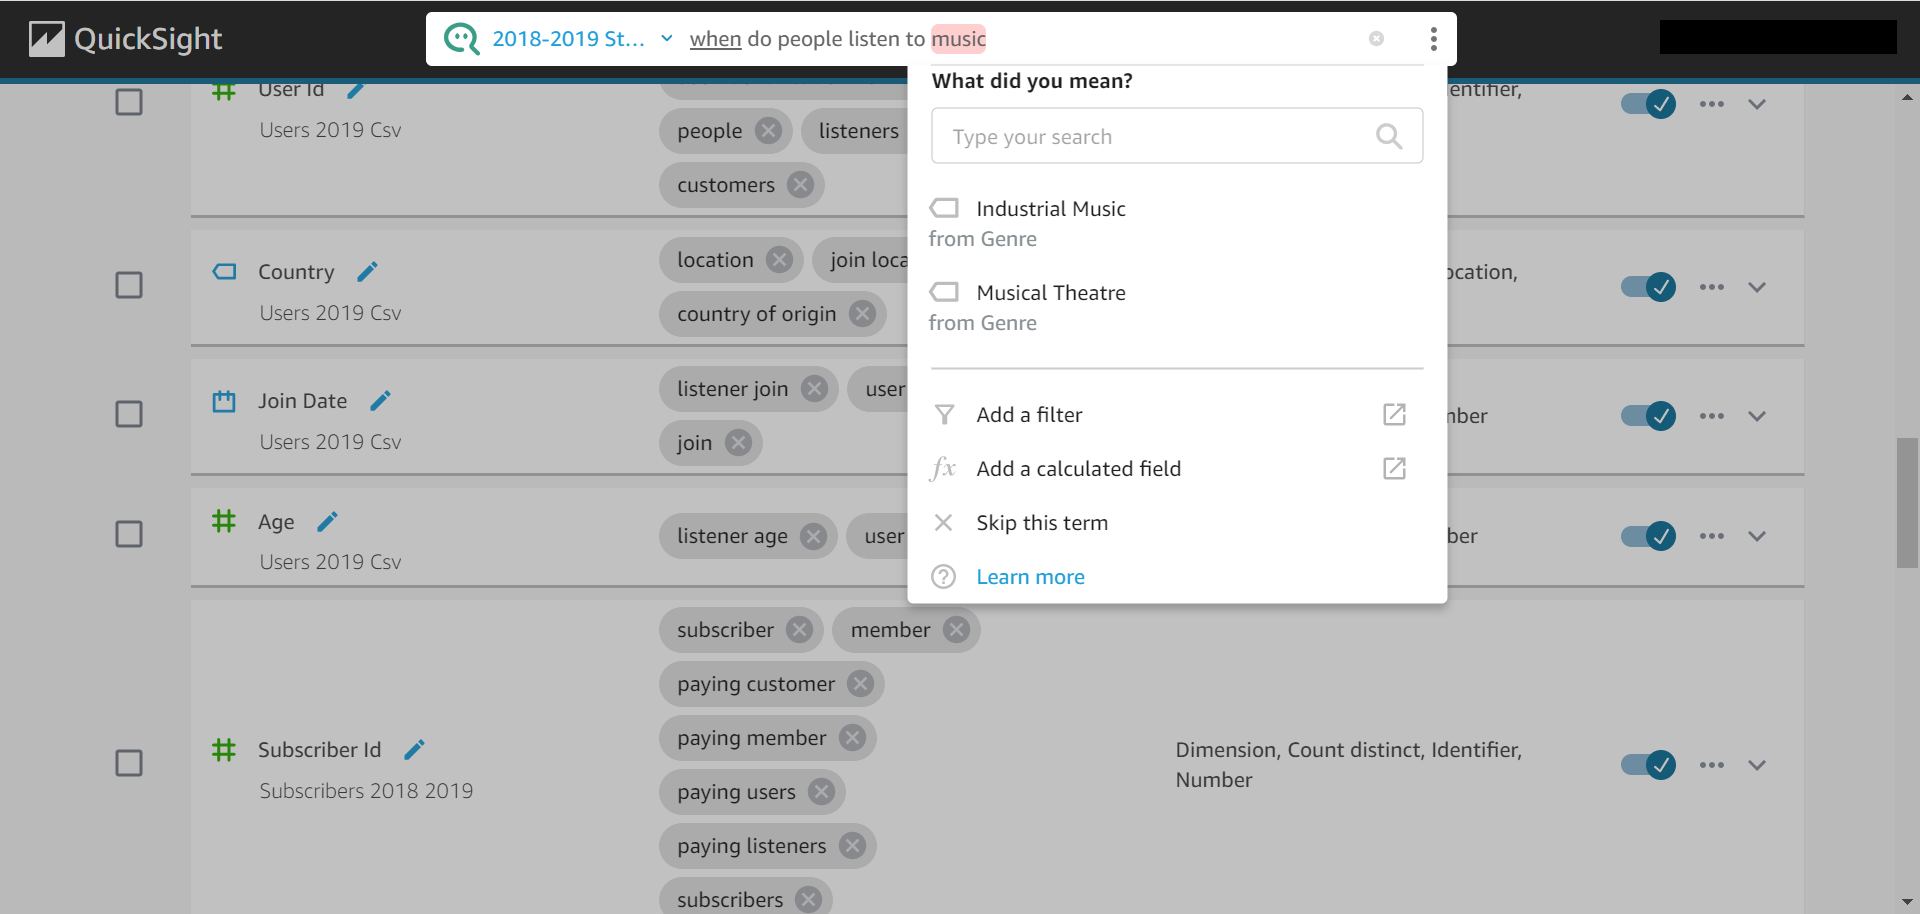 QuickSight
2018-2019 St...
when do people listen to music
What did you mean?
Type your search
Industrial Music
from Genre
Musical Theatre
from Genre
Add a filter
fx Add a calculated field
Skip this term
Learn more
User Id
Users 2019 Csv
people
listeners
customers
entifier,
Country
Users 2019 Csv
location
join loca
country of origin
ocation,
Join Date
Users 2019 Csv
listener join
user
join
mber
Age
Users 2019 Csv
listener age
user
ber
Subscriber Id
Subscribers 2018 2019
subscriber
member
paying customer
paying member
paying users
paying listeners
subscribers
Dimension, Count distinct, Identifier,
Number